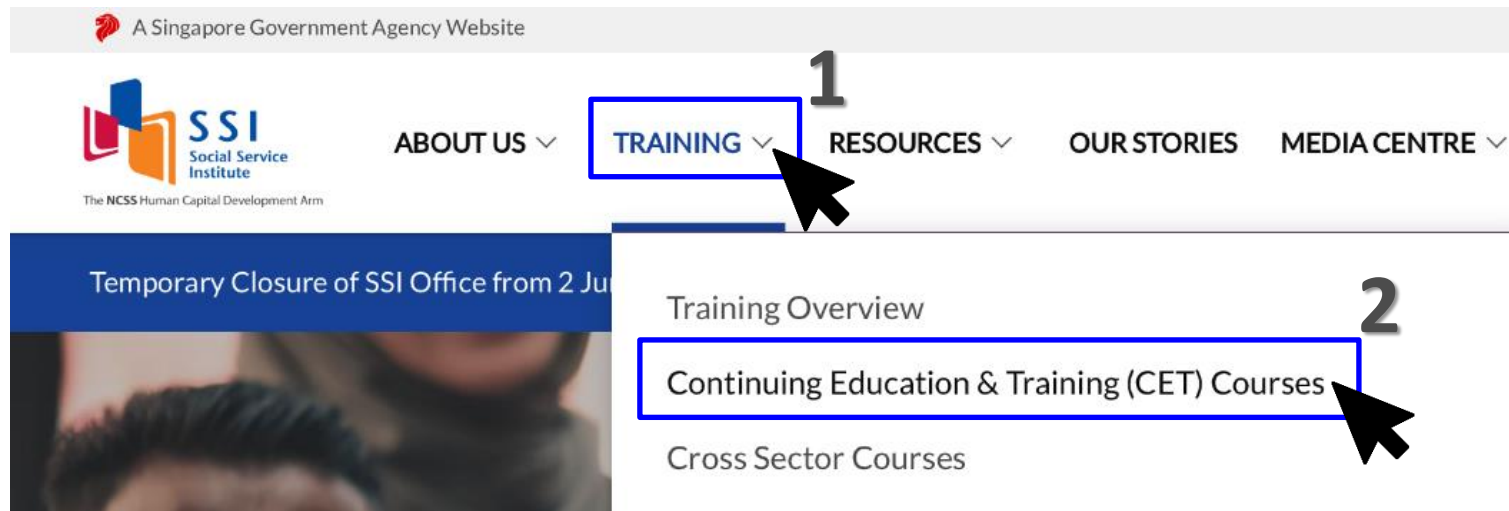 A Singapore Government Agency Website
1
SSI
Social Service
Institute
The NCSS Human Capital Development Arm
ABOUT US
TRAINING
RESOURCES
OUR STORIES
MEDIA CENTRE
Temporary Closure of SSI Office from 2 Ju
Training Overview
2
Continuing Education & Training (CET) Courses
Cross Sector Courses